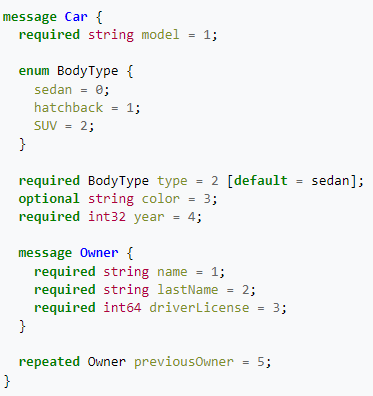 message Car {
  required string model = 1;

  enum BodyType {
    sedan = 0;
    hatchback = 1;
    SUV = 2;
  }

  required BodyType type = 2 [default = sedan];
  optional string color = 3;
  required int32 year = 4;

  message Owner {
    required string name = 1;
    required string lastName = 2;
    required int64 driverLicense = 3;
  }

  repeated Owner previousOwner = 5;
}